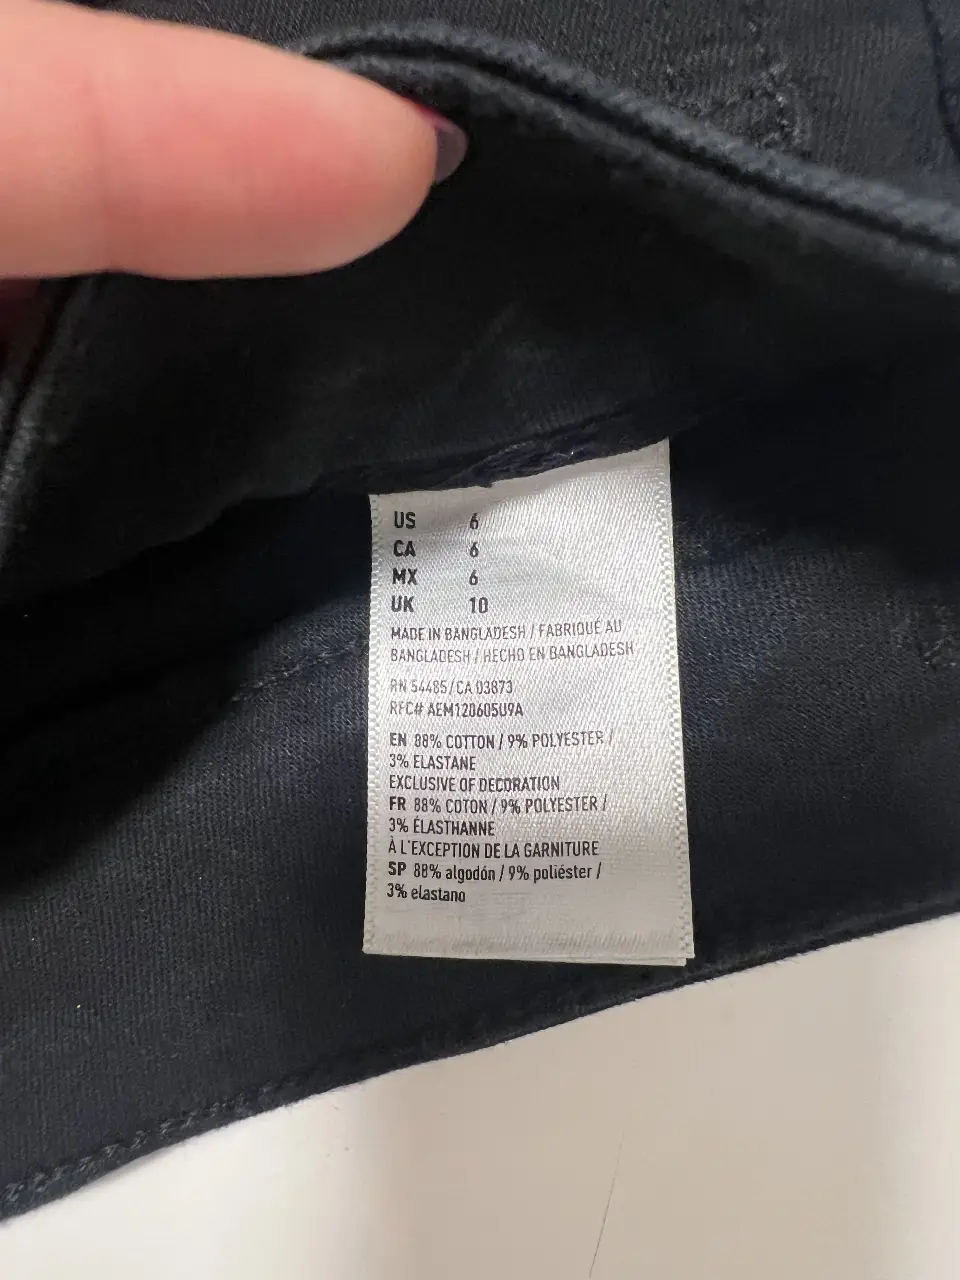 US 6
CA 6
MX 6
UK 10
MADE IN BANGLADESH / FABRIQUÉ AU
BANGLADESH / HECHO EN BANGLADESH
RN 54485/CA 03873
RFC# AEM120605U9A
EN 88% COTTON / 9% POLYESTER /
3% ELASTANE
EXCLUSIVE OF DECORATION
FR 88% COTON / 9% POLYESTER /
3% ÉLASTHANNE
À L'EXCEPTION DE LA GARNITURE
SP 88% algodón / 9% poliéster /
3% elastano